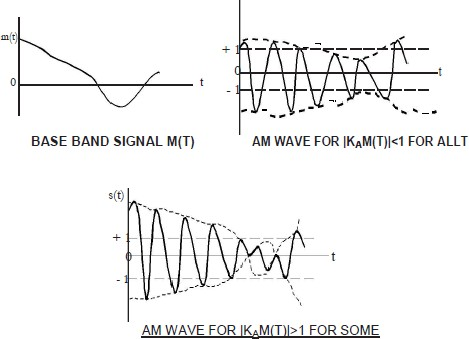 m(t)
0
t
BASE BAND SIGNAL M(T)
+ 1
0
- 1
t
AM WAVE FOR |KAM(T)|<1 FOR ALLT
s(t)
+ 1
0
- 1
t
AM WAVE FOR |KAM(T)|>1 FOR SOME